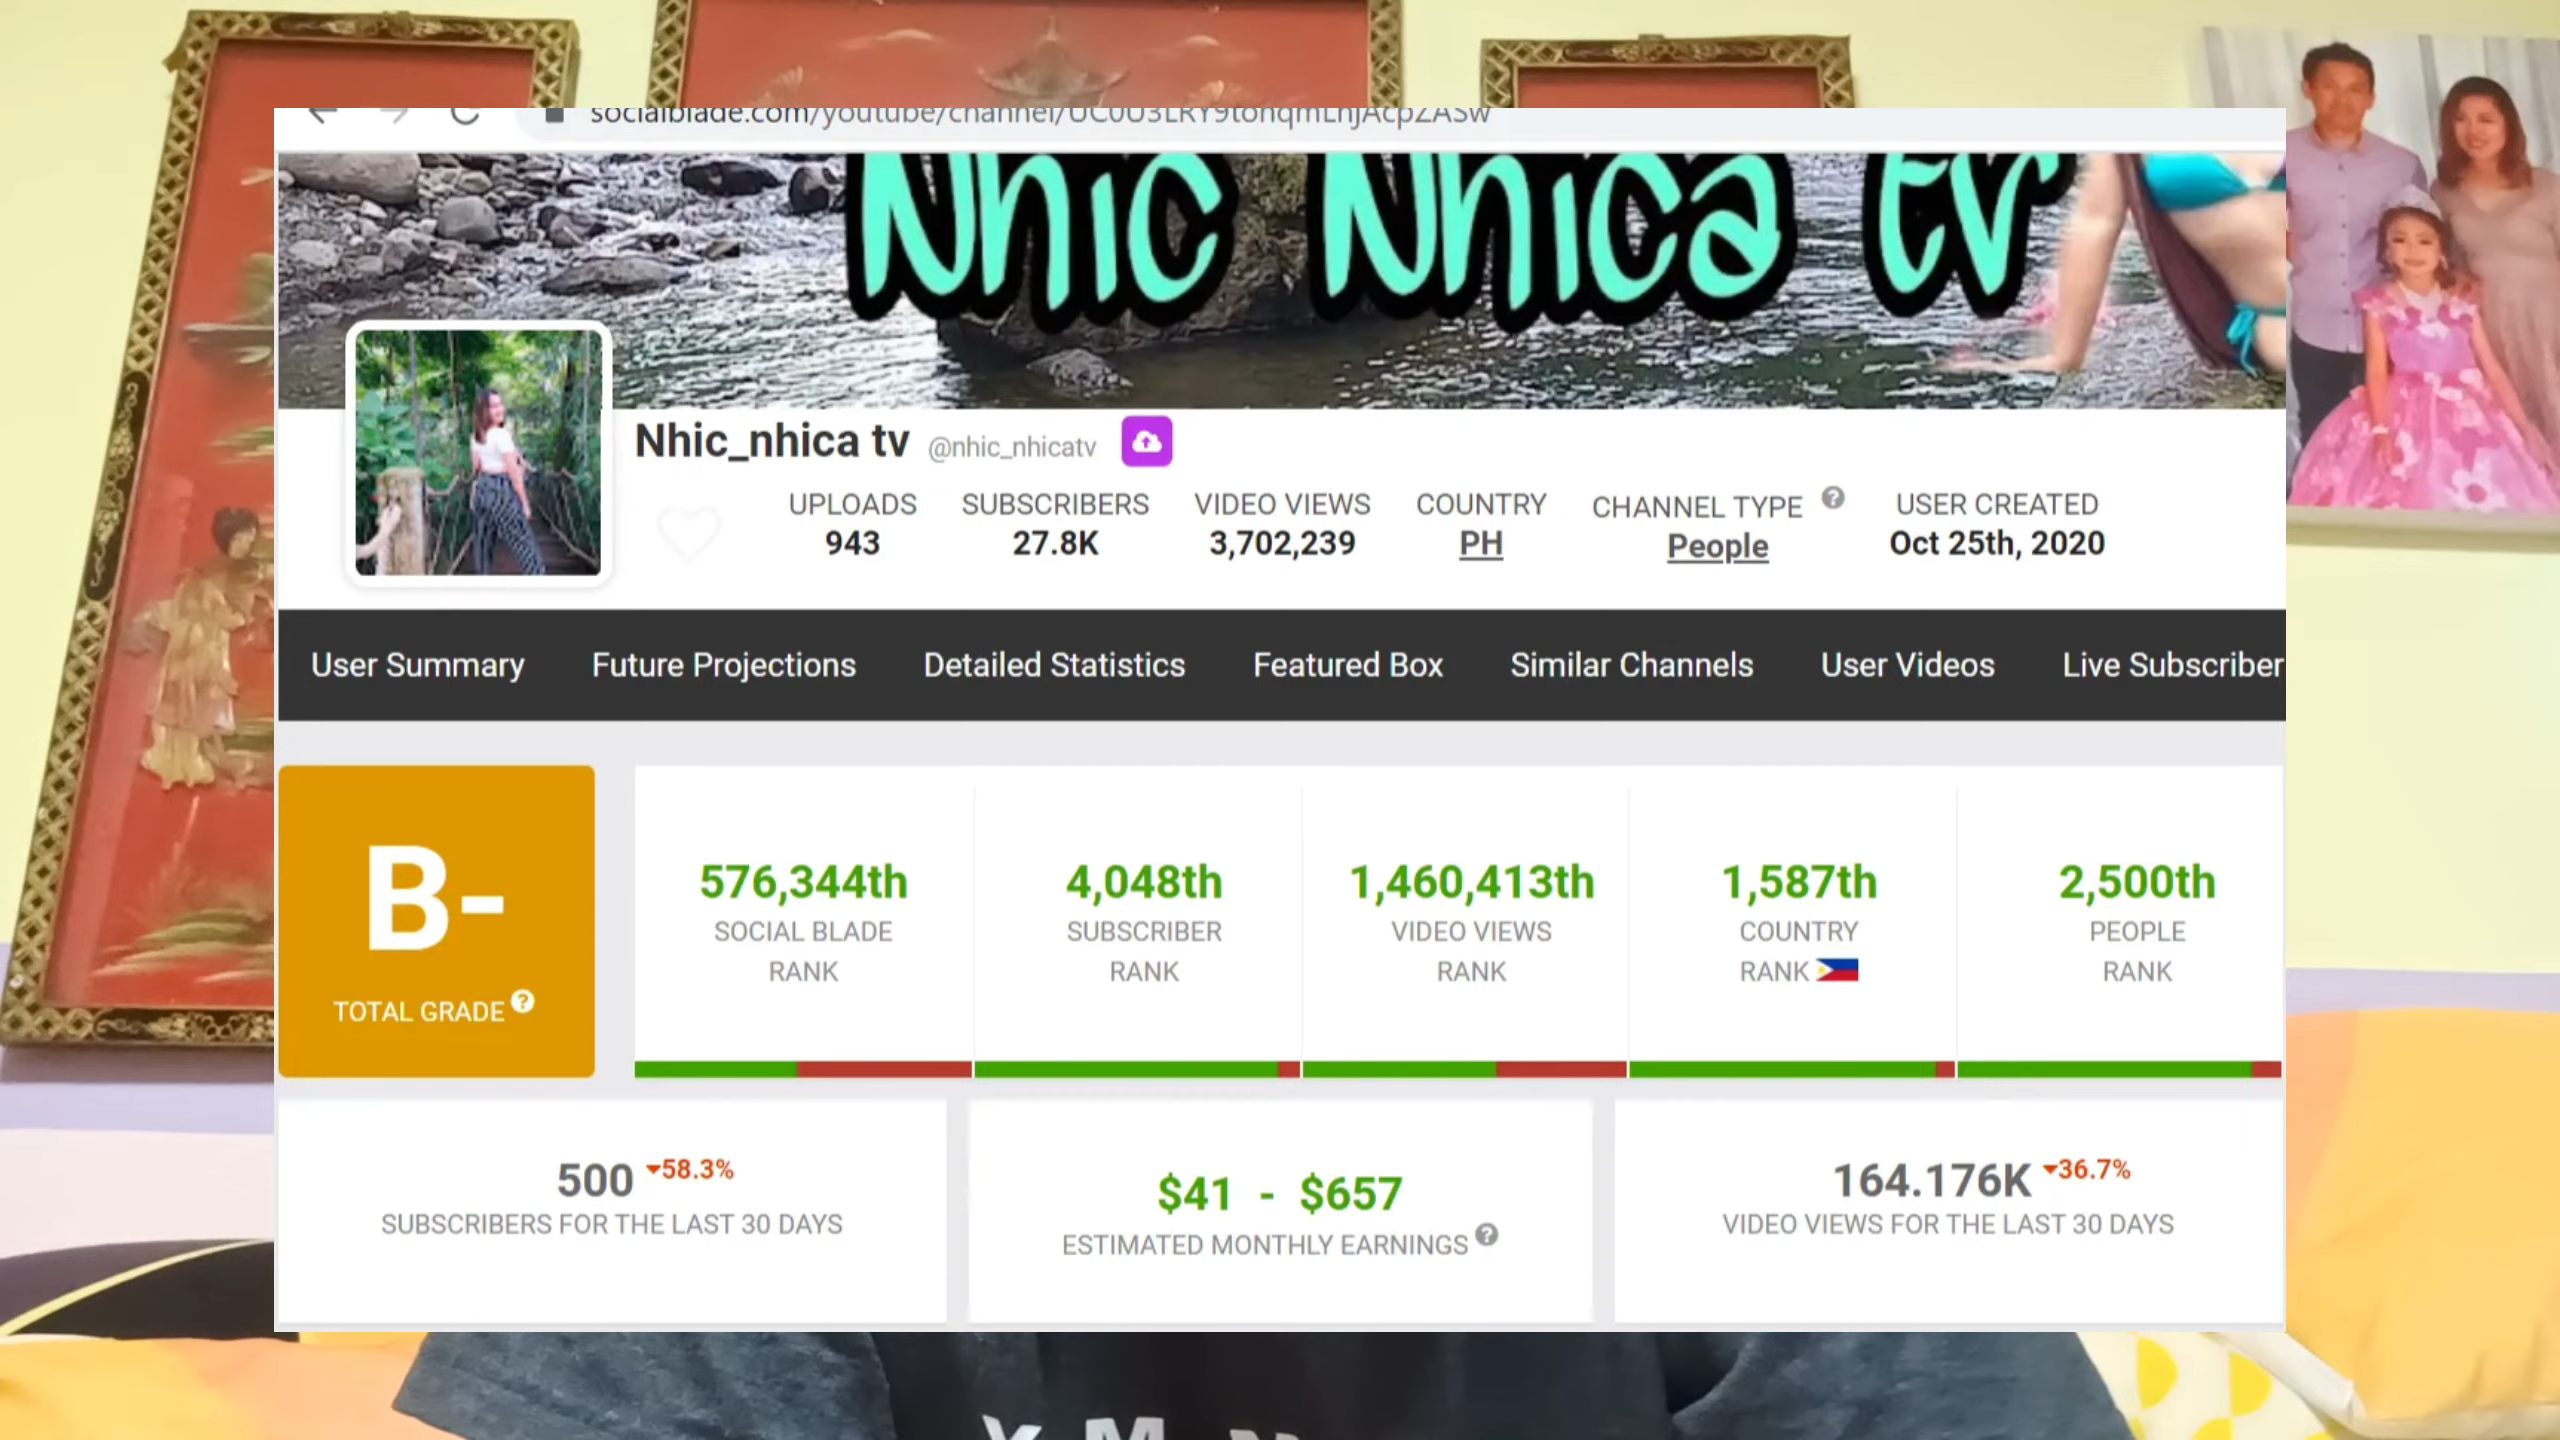 socialblade.com/youtube/channel/
Nhic Nhica tv
Nhic_nhica tv @nhic_nhicatv
UPLOADS SUBSCRIBERS VIDEO VIEWS COUNTRY CHANNEL TYPE ? USER CREATED
943 27.8K 3,702,239 PH People Oct 25th, 2020
User Summary Future Projections Detailed Statistics Featured Box Similar Channels User Videos Live Subscriber
B-
TOTAL GRADE ?
576,344th 4,048th 1,460,413th 1,587th 2,500th
SOCIAL BLADE SUBSCRIBER VIDEO VIEWS COUNTRY PEOPLE
RANK RANK RANK RANK RANK
500 58.3% $41 - $657 164.176K 36.7%
SUBSCRIBERS FOR THE LAST 30 DAYS ESTIMATED MONTHLY EARNINGS ? VIDEO VIEWS FOR THE LAST 30 DAYS